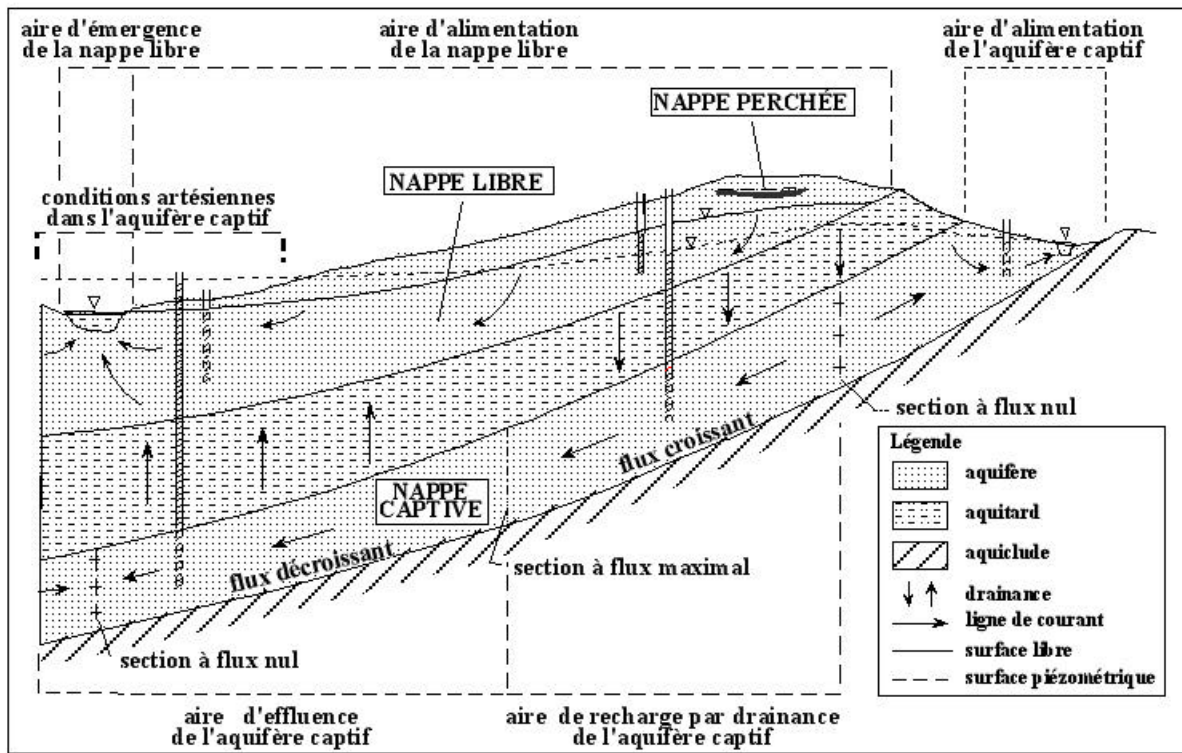 aire d'émergence
de la nappe libre
aire d'alimentation
de la nappe libre
aire d'alimentation
de l'aquifère captif
NAPPE PERCHÉE
NAPPE LIBRE
conditions artésiennes
dans l'aquifère captif
section à flux nul
flux croissant
NAPPE
CAPTIVE
flux décroissant
section à flux maximal
section à flux nul
Légende
aquifère
aquitard
aquiclude
drainance
ligne de courant
surface libre
surface piézométrique
aire d'effluence
de l'aquifère captif
aire de recharge par drainance
de l'aquifère captif